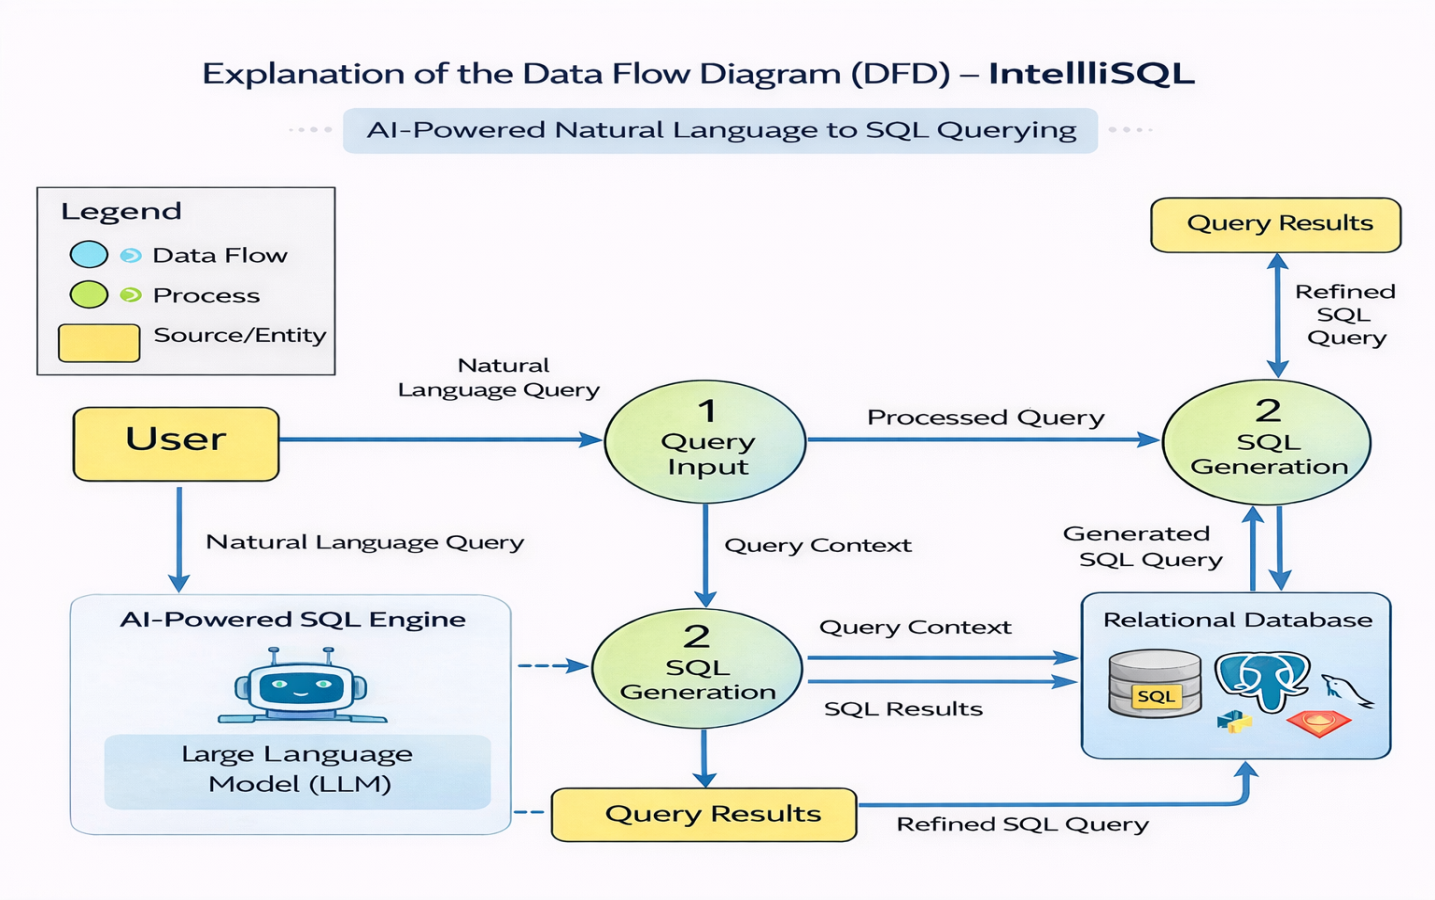 Explanation of the Data Flow Diagram (DFD) – IntellliSQL
AI-Powered Natural Language to SQL Querying
Legend
Data Flow
Process
Source/Entity
Query Results
Refined
SQL
Query
Natural
Language Query
User
1
Query
Input
Processed Query
2
SQL
Generation
Natural Language Query
Query Context
Generated
SQL Query
AI-Powered SQL Engine
Large Language
Model (LLM)
2
SQL
Generation
Query Context
SQL Results
Relational Database
SQL
Query Results
Refined SQL Query